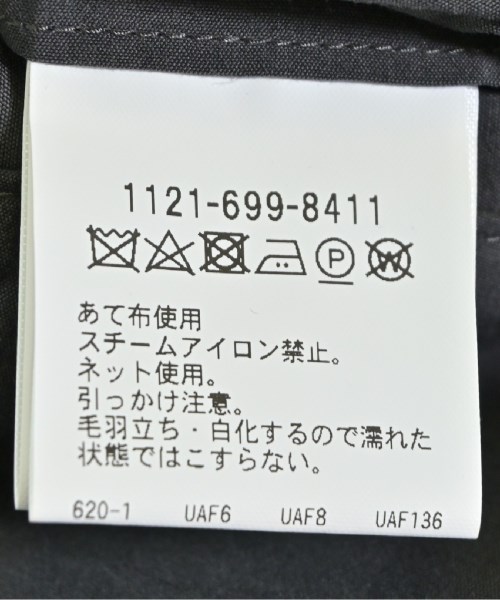 1121-699-8411
P W
あて布使用
スチームアイロン禁止。
ネット使用。
引っかけ注意。
毛羽立ち・白化するので濡れた
状態ではこすらない。
620-1 UAF6 UAF8 UAF136